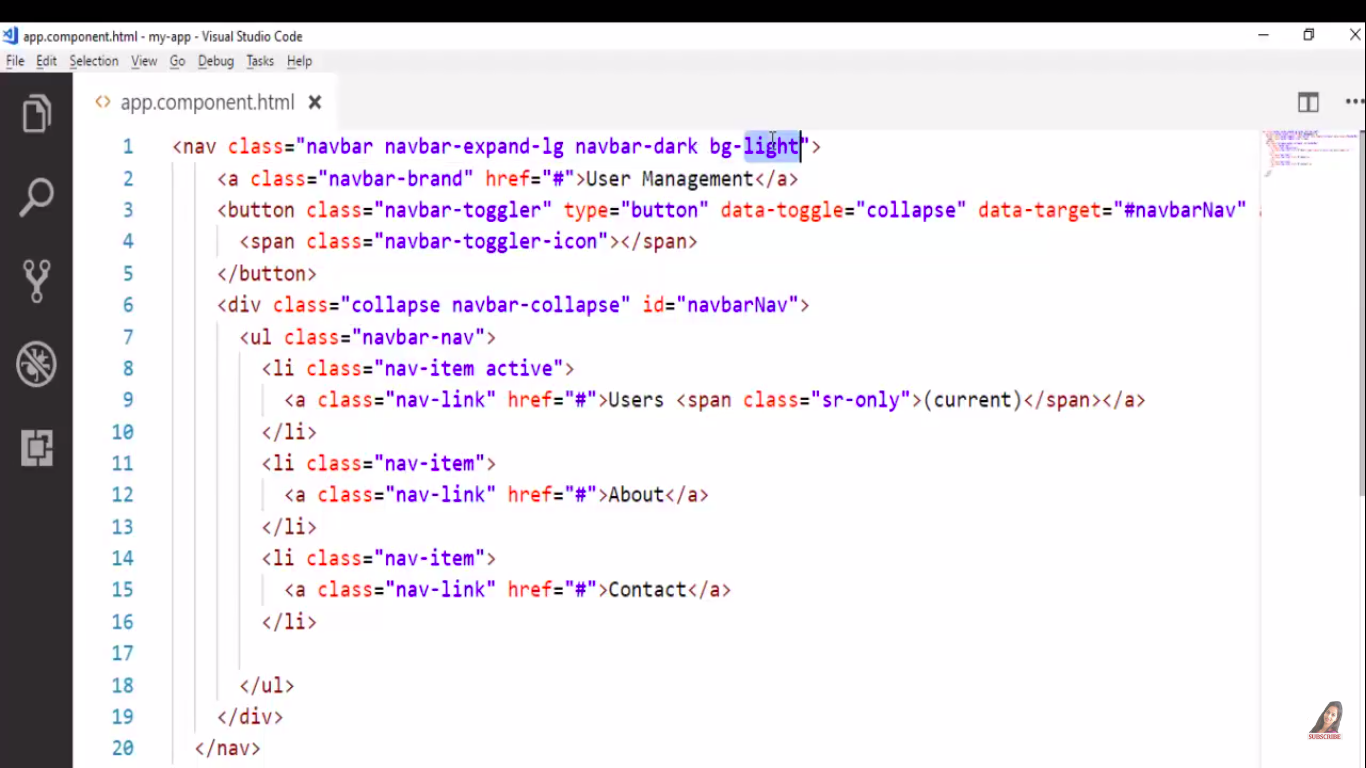 app.component.html - my-app - Visual Studio Code
File Edit Selection View Go Debug Tasks Help
<> app.component.html ×
1 <nav class="navbar navbar-expand-lg navbar-dark bg-light">
2 <a class="navbar-brand" href="#">User Management</a>
3 <button class="navbar-toggler" type="button" data-toggle="collapse" data-target="#navbarNav"
4 <span class="navbar-toggler-icon"></span>
5 </button>
6 <div class="collapse navbar-collapse" id="navbarNav">
7 <ul class="navbar-nav">
8 <li class="nav-item active">
9 <a class="nav-link" href="#">Users <span class="sr-only">(current)</span></a>
10 </li>
11 <li class="nav-item">
12 <a class="nav-link" href="#">About</a>
13 </li>
14 <li class="nav-item">
15 <a class="nav-link" href="#">Contact</a>
16 </li>
17
18 </ul>
19 </div>
20 </nav>
SUBSCRIBE